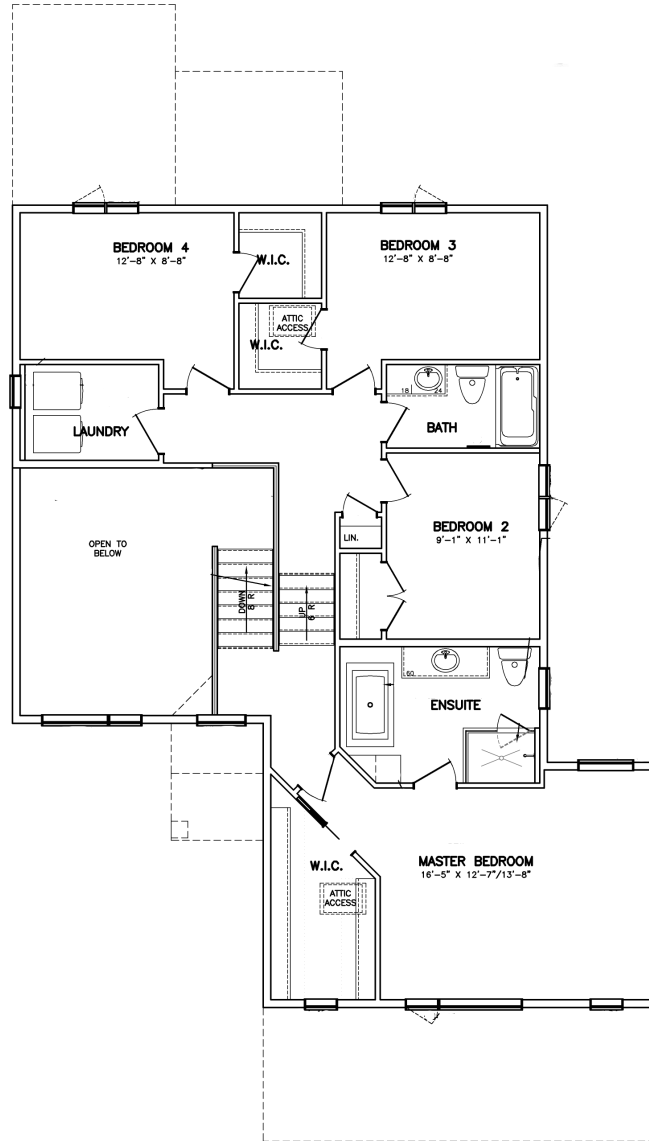 BEDROOM 4
12'-8" X 8'-8"
W.I.C.
BEDROOM 3
12'-8" X 8'-8"
ATTIC
ACCESS
W.I.C.
LAUNDRY
18
24
BATH
OPEN TO
BELOW
BEDROOM 2
9'-1" X 11'-1"
LIN.
DOWN
8 R
UP
6 R
60
ENSUITE
W.I.C.
ATTIC
ACCESS
MASTER BEDROOM
16'-5" X 12'-7"/13'-8"